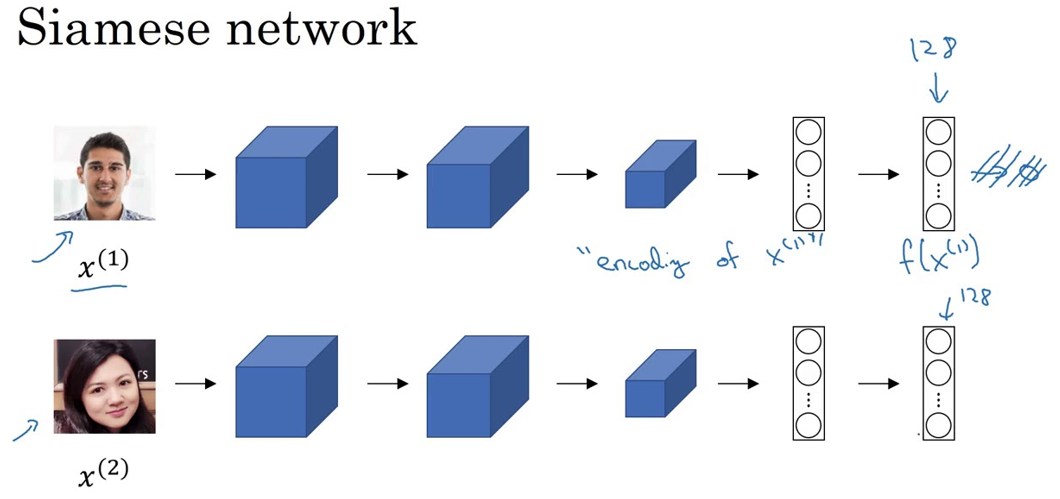 Siamese network
128
x^(1)
"encoding of x^(1)"
f(x^(1))
128
x^(2)